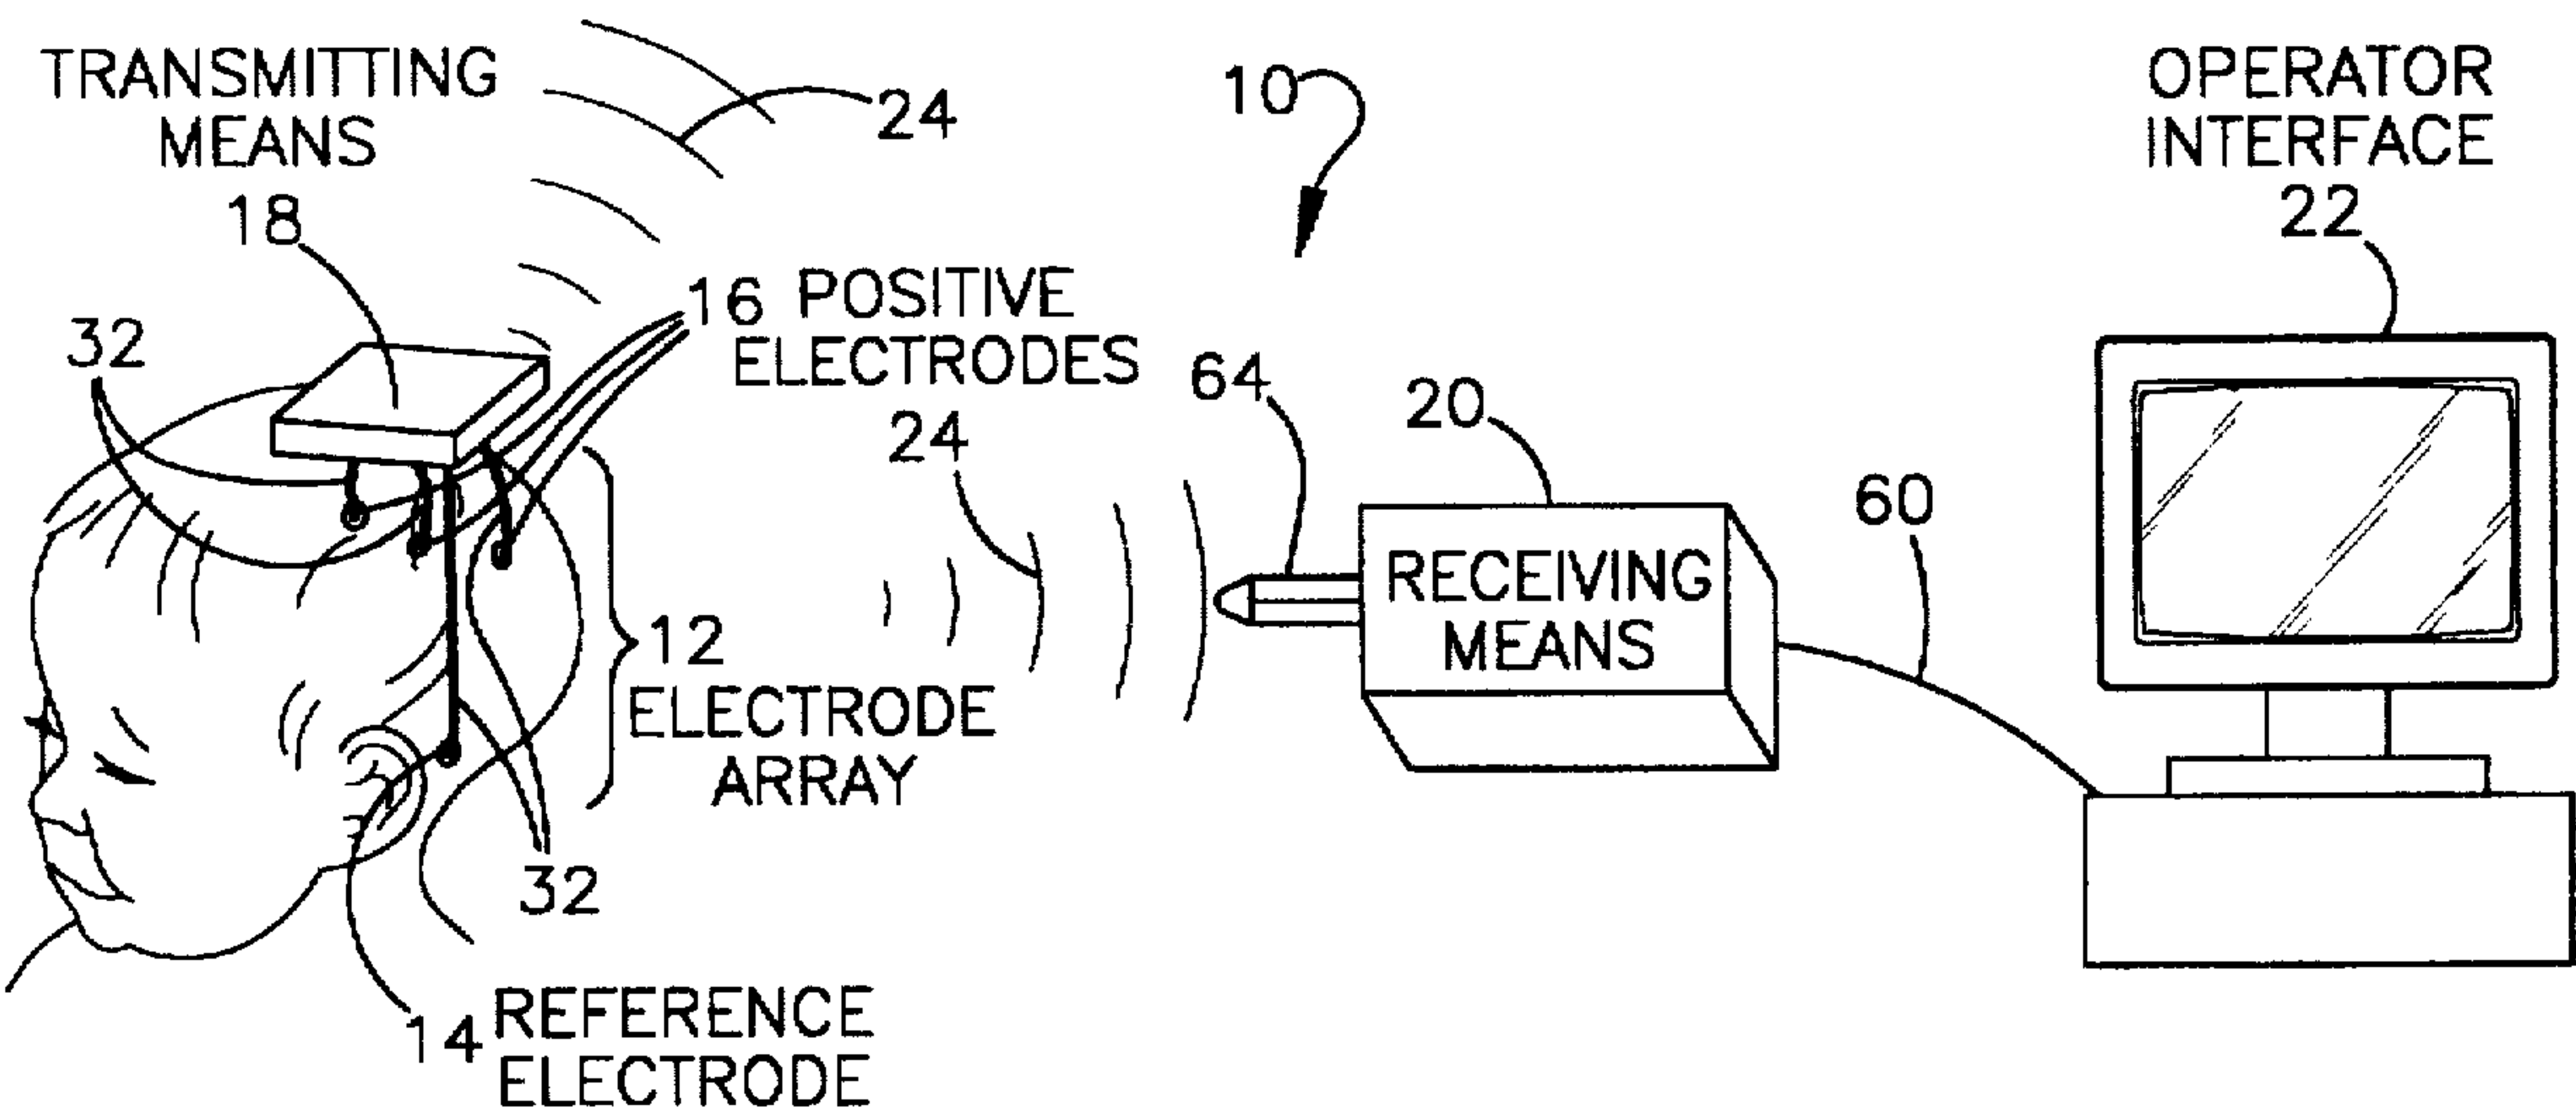 TRANSMITTING
MEANS
18
24
10
OPERATOR
INTERFACE
22
32
16 POSITIVE
ELECTRODES
24
64
20
60
RECEIVING
MEANS
12
ELECTRODE
ARRAY
32
14 REFERENCE
ELECTRODE